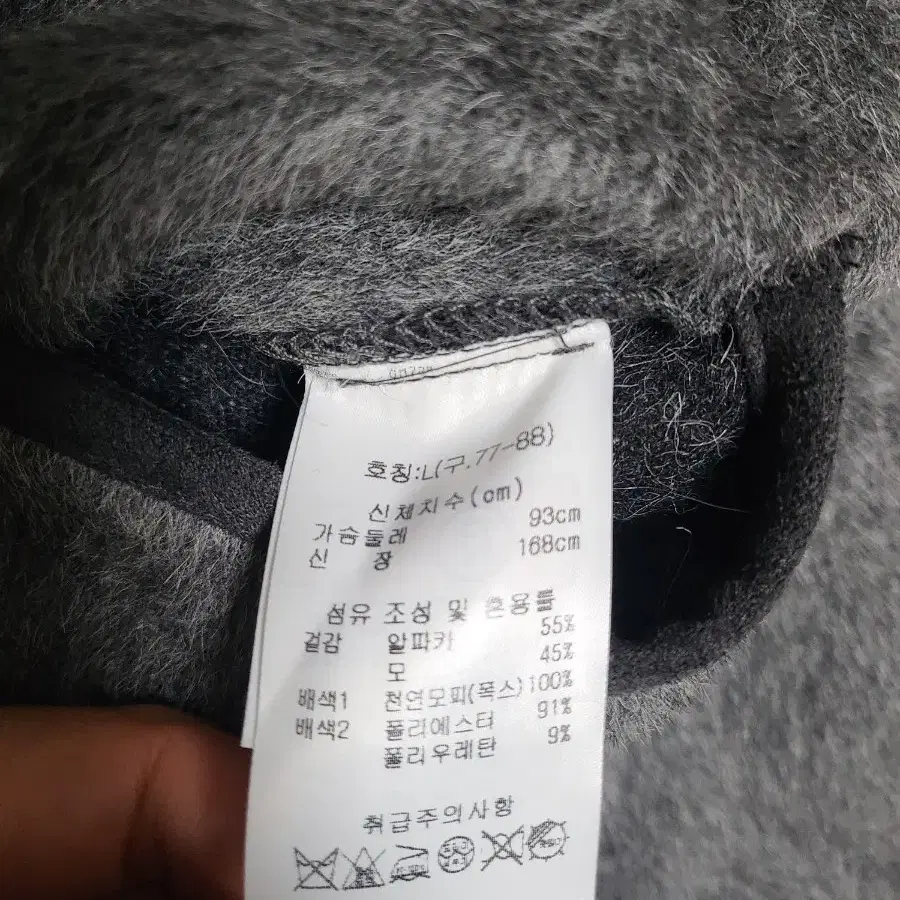 호칭:L(구.77-88)
신체치수(cm)
가슴둘레 93cm
신 장 168cm
섬유 조성 및 혼용률
겉감 알파카 55%
모 45%
배색1 천연모피(폭스)100%
배색2 폴리에스터 91%
폴리우레탄 9%
취급주의사항